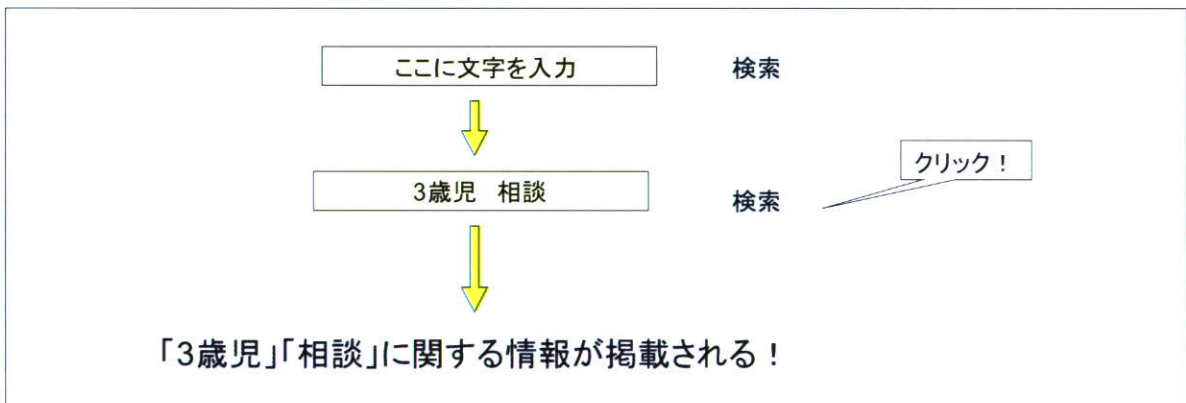 ここに文字を入力 検索
クリック！
3歳児 相談 検索
「3歳児」「相談」に関する情報が掲載される！